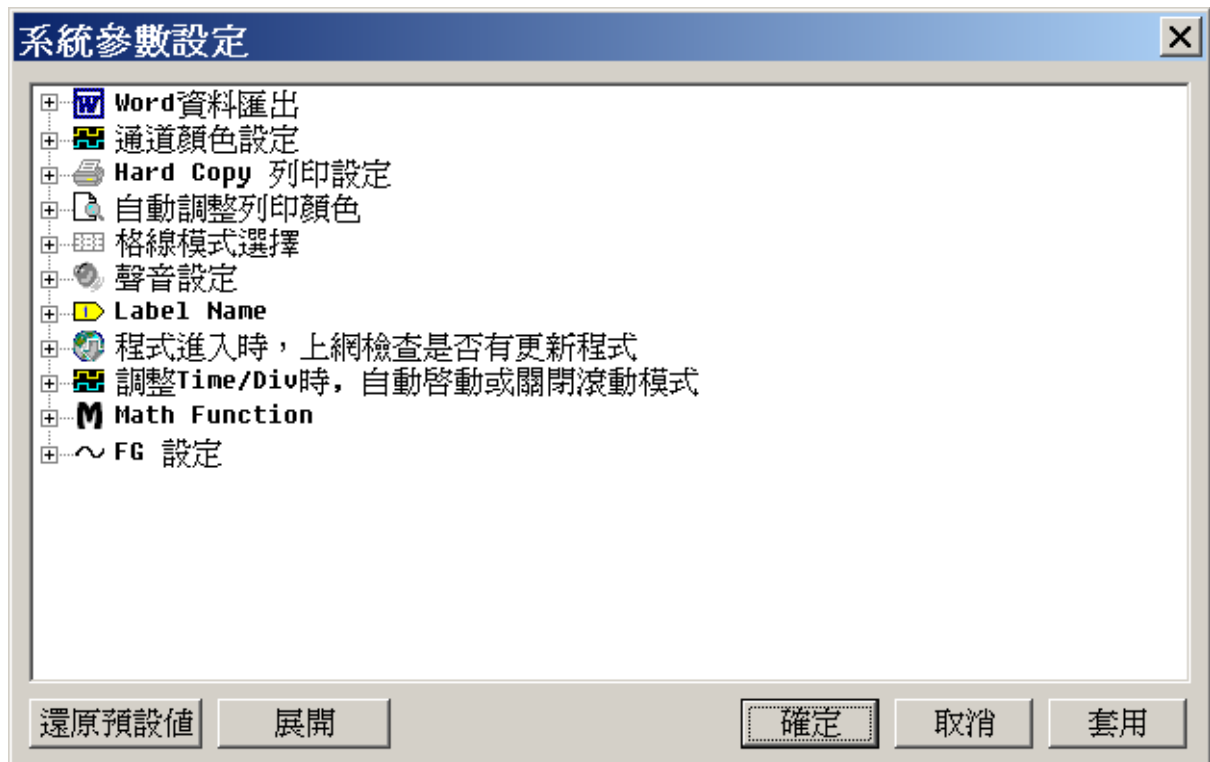 系統參數設定
Word資料匯出
通道顏色設定
Hard Copy 列印設定
自動調整列印顏色
格線模式選擇
聲音設定
Label Name
程式進入時，上網檢查是否有更新程式
調整Time/Div時，自動啓動或關閉滾動模式
Math Function
FG 設定
還原預設值 展開 確定 取消 套用